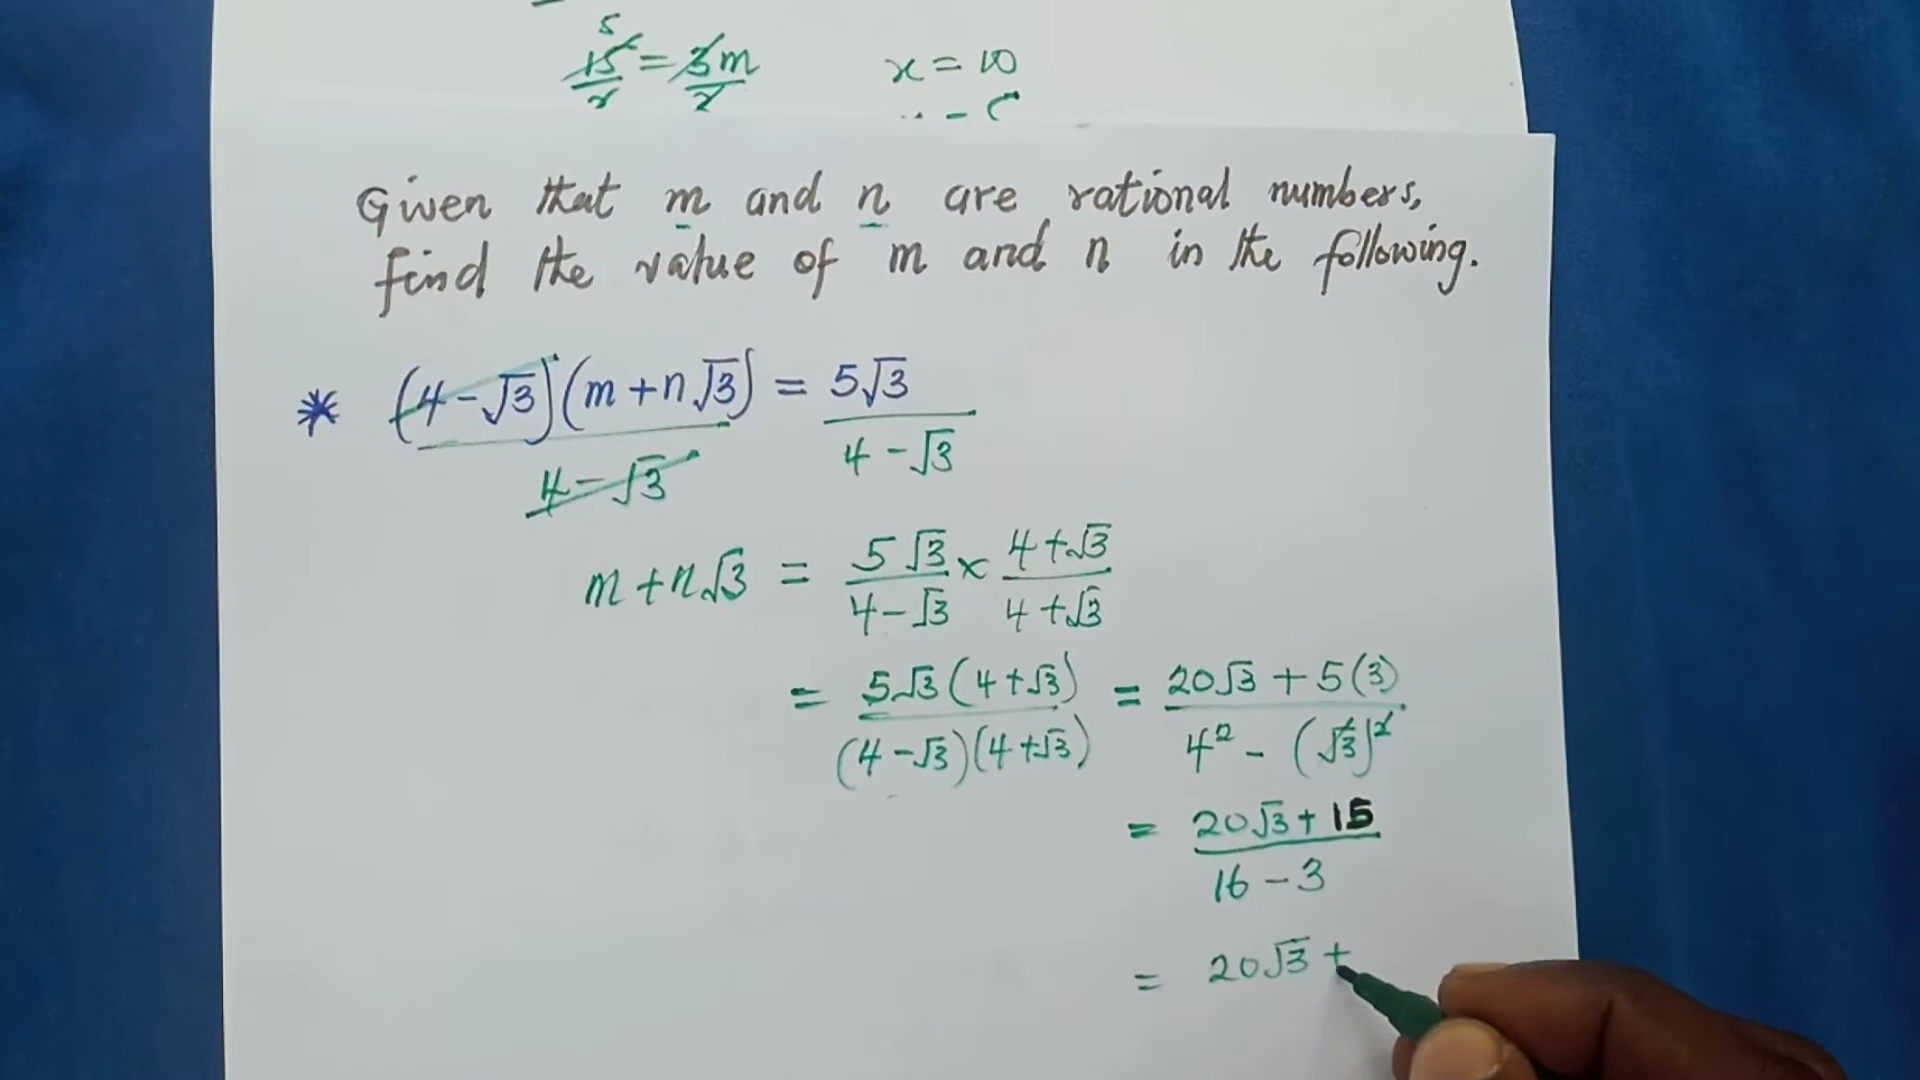 5
15/x = 3m/x x = 10
Given that m and n are rational numbers,
find the value of m and n in the following.
* (4-√3)(m+n√3)/(4-√3) = 5√3/(4-√3)
m+n√3 = 5√3/(4-√3) × (4+√3)/(4+√3)
= 5√3(4+√3)/((4-√3)(4+√3)) = (20√3+5(3))/(4²-(√3)²)
= (20√3+15)/(16-3)
= 20√3+